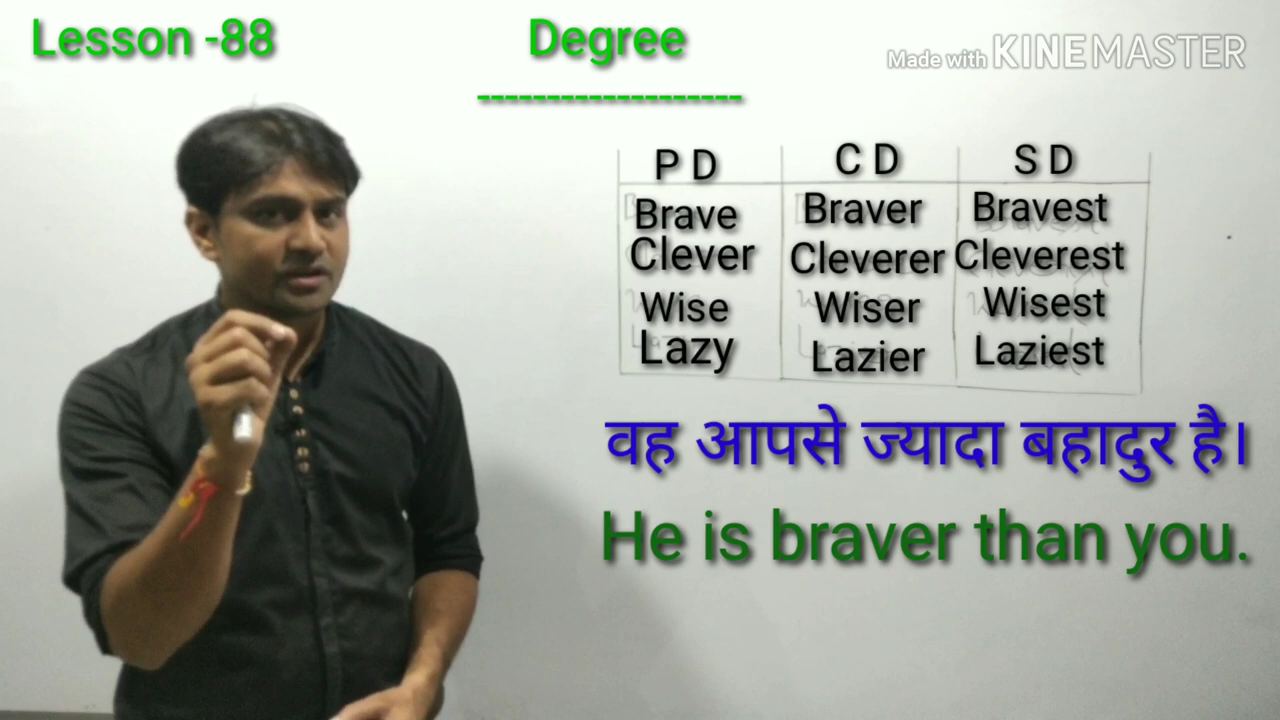 Lesson -88
Degree
-------------------
Made with KINEMASTER
P D C D S D
Brave Braver Bravest
Clever Cleverer Cleverest
Wise Wiser Wisest
Lazy Lazier Laziest
वह आपसे ज्यादा बहादुर है।
He is braver than you.